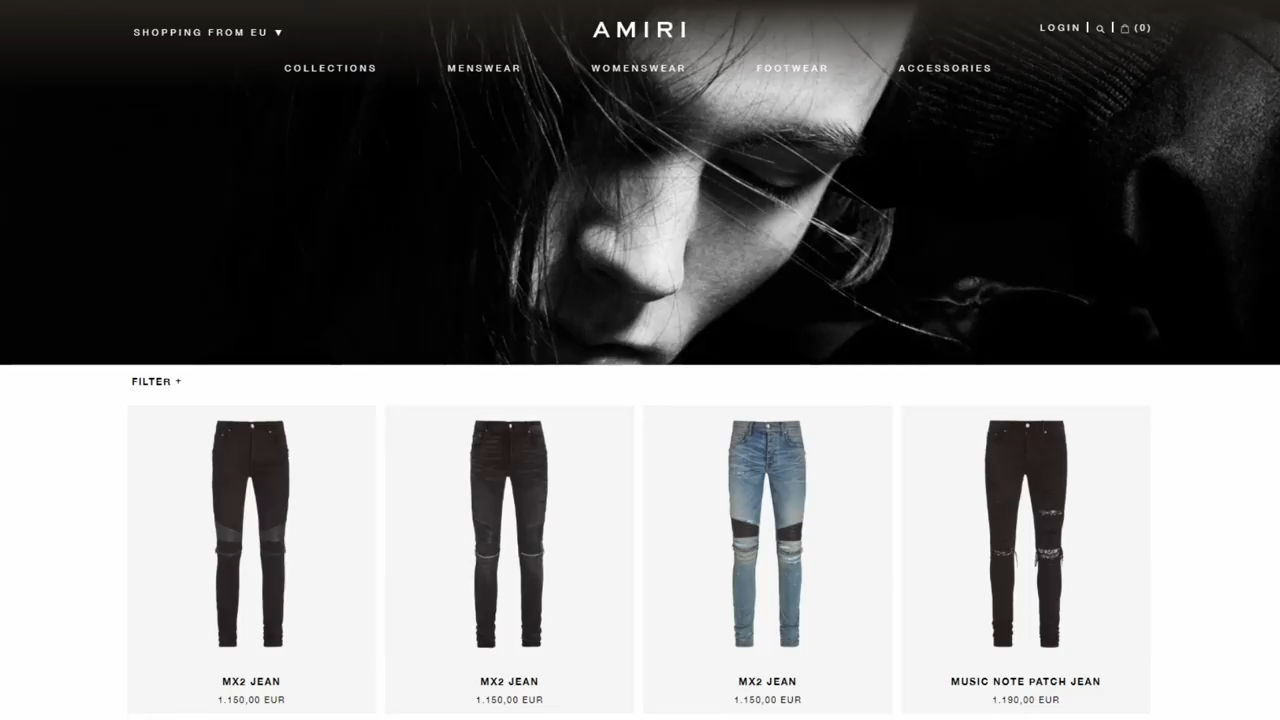 SHOPPING FROM EU ▼
AMIRI
LOGIN | | (0)
COLLECTIONS MENSWEAR WOMENSWEAR FOOTWEAR ACCESSORIES
FILTER +
MX2 JEAN
1.150,00 EUR
MX2 JEAN
1.150,00 EUR
MX2 JEAN
1.150,00 EUR
MUSIC NOTE PATCH JEAN
1.190,00 EUR